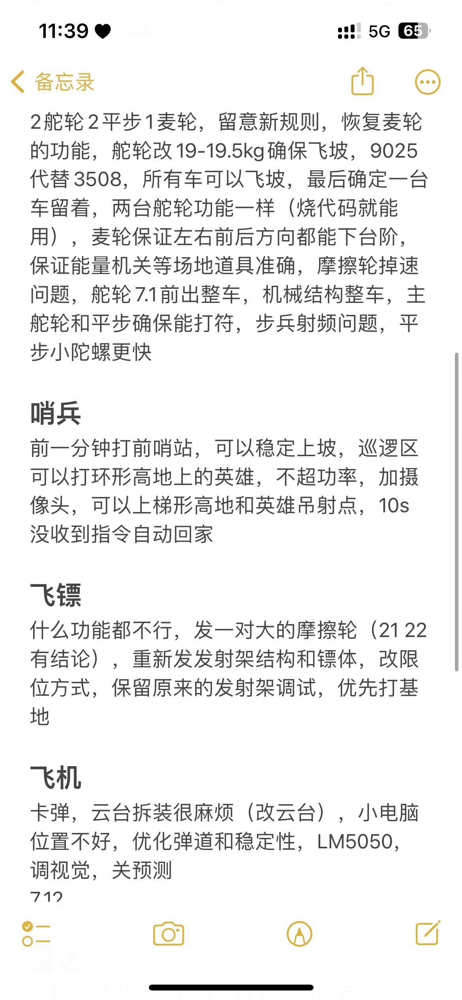 11:39
5G
65
备忘录
2舵轮2平步1麦轮，留意新规则，恢复麦轮
的功能，舵轮改19-19.5kg确保飞坡，9025
代替3508，所有车可以飞坡，最后确定一台
车留着，两台舵轮功能一样（烧代码就能
用），麦轮保证左右前后方向都能下台阶，
保证能量机关等场地道具准确，摩擦轮掉速
问题，舵轮7.1前出整车，机械结构整车，主
舵轮和平步确保能打符，步兵射频问题，平
步小陀螺更快
哨兵
前一分钟打前哨站，可以稳定上坡，巡逻区
可以打环形高地上的英雄，不超功率，加摄
像头，可以上梯形高地和英雄吊射点，10s
没收到指令自动回家
飞镖
什么功能都不行，发一对大的摩擦轮（21 22
有结论），重新发发射架结构和镖体，改限
位方式，保留原来的发射架调试，优先打基
地
飞机
卡弹，云台拆装很麻烦（改云台），小电脑
位置不好，优化弹道和稳定性，LM5050，
调视觉，关预测
7.12
雷达